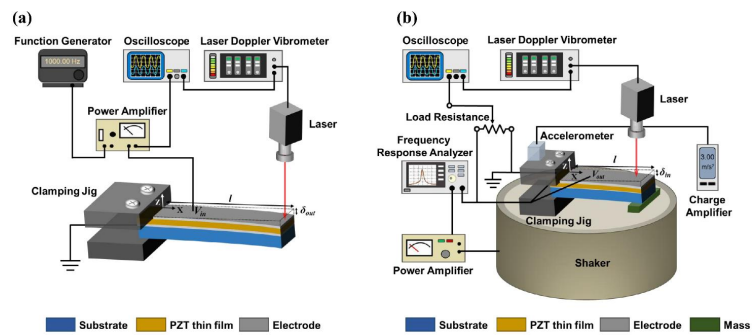 (a)
Function Generator
Oscilloscope
Laser Doppler Vibrometer
1000.00 Hz
Power Amplifier
Laser
Clamping Jig
z
l
X
V_in
δ_out
Substrate
PZT thin film
Electrode
(b)
Oscilloscope
Laser Doppler Vibrometer
Load Resistance
Laser
Accelerometer
Frequency
Response Analyzer
3.00
m/s²
z
l
X
V_out
δ_in
Clamping Jig
Charge
Amplifier
Power Amplifier
Shaker
Substrate
PZT thin film
Electrode
Mass